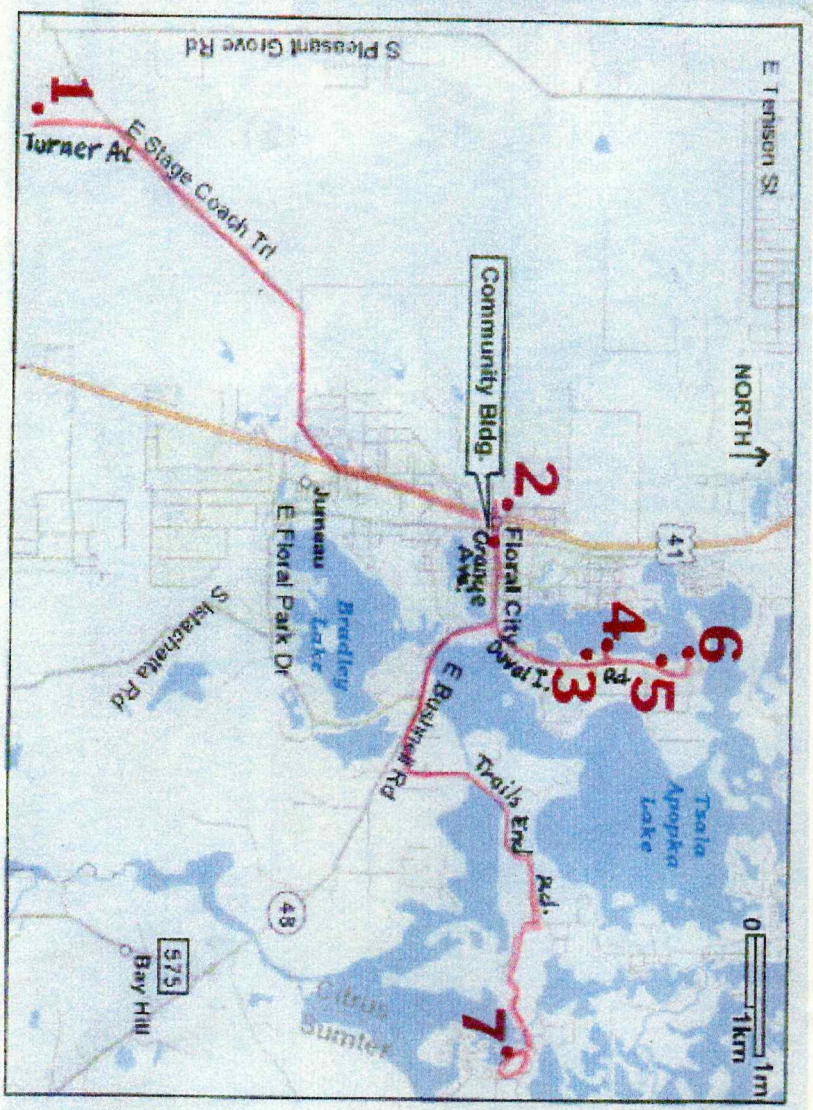 S Pleasant Grove Rd
E Tenison St
1.
Turner Av.
E Stage Coach Trl
NORTH
Community Bldg.
2.
Floral City
41
Orange
Ave.
Jumeau
E Floral Park Dr
Bradley
Lake
S Istachatta Rd
Duval I.
Rd.
3
4
5
6
E Bushnell Rd
Trails End
Rd.
Tsala
Apopka
Lake
48
575
Bay Hill
Citrus
Sumter
7
0
1km
1m